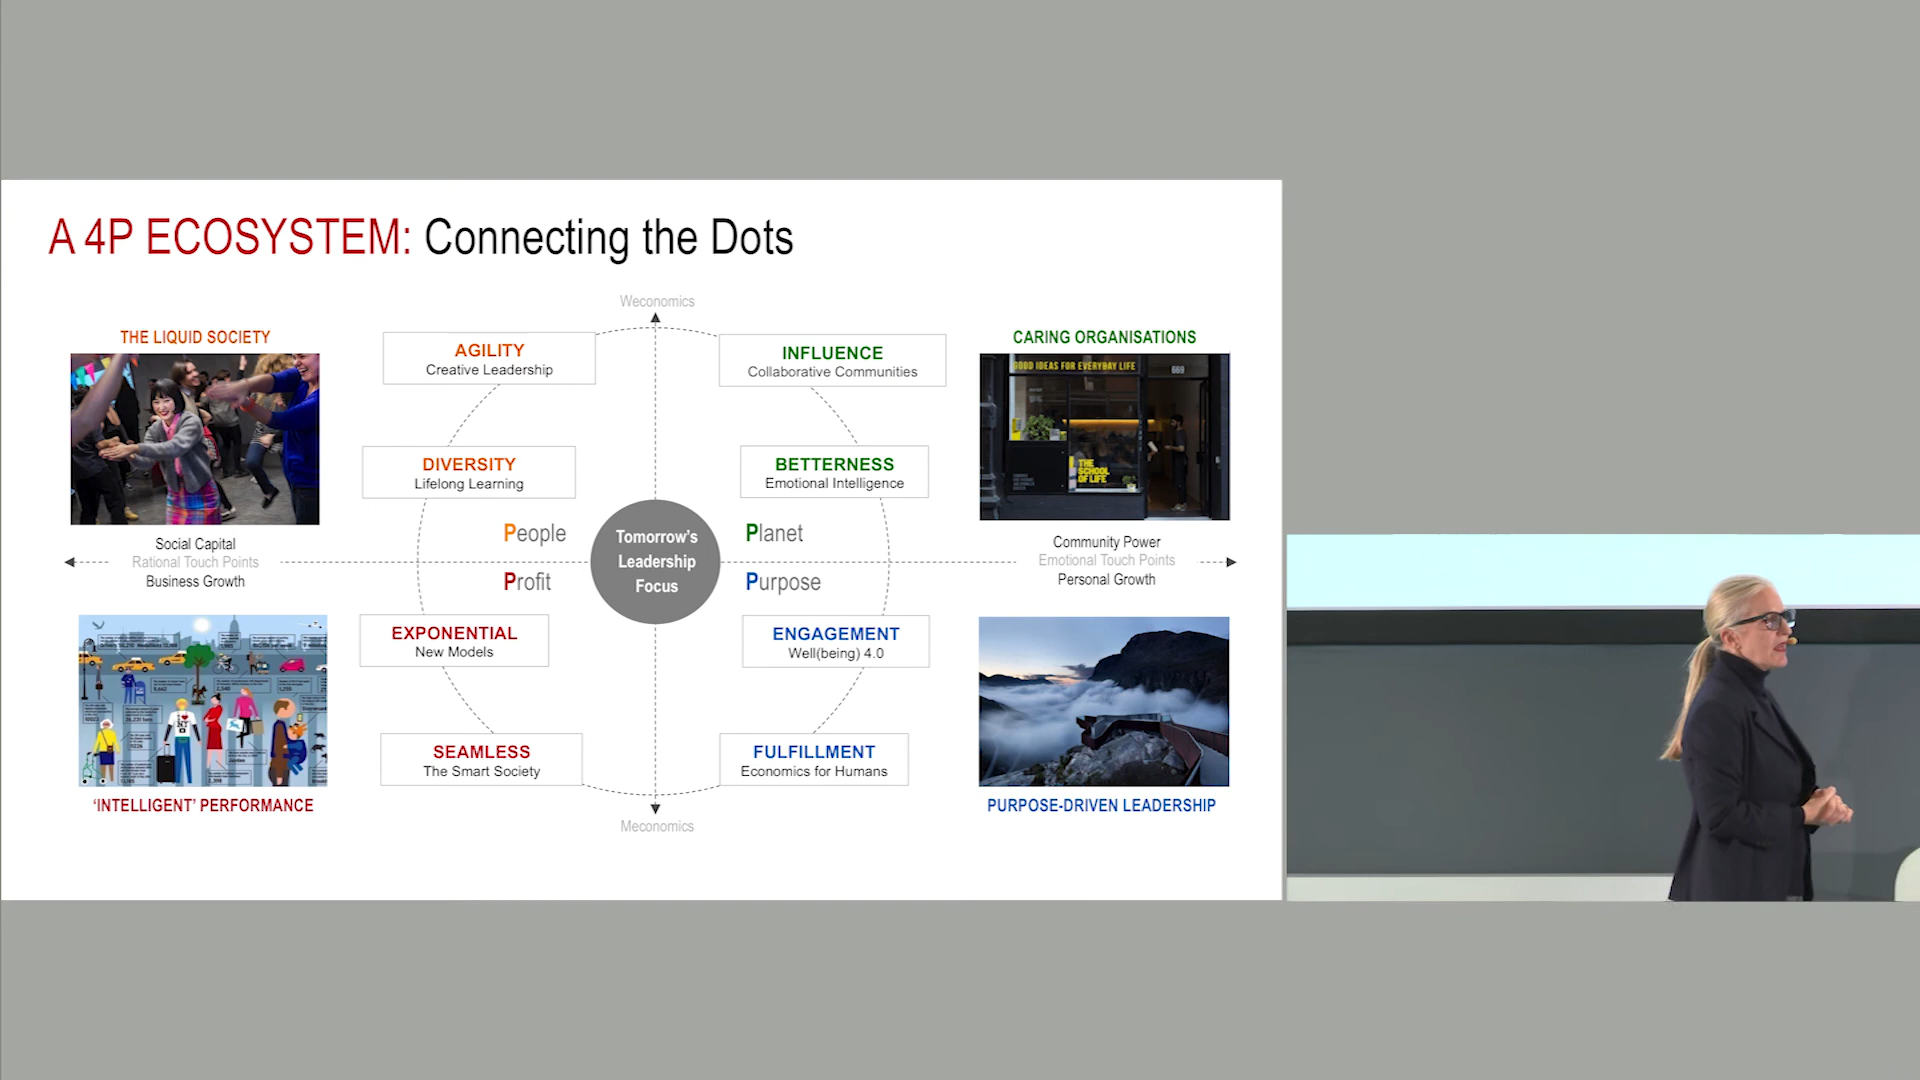 A 4P ECOSYSTEM: Connecting the Dots
Weconomics
THE LIQUID SOCIETY
AGILITY
Creative Leadership
INFLUENCE
Collaborative Communities
CARING ORGANISATIONS
GOOD IDEAS FOR EVERYDAY LIFE
669
THE
SCHOOL
OF LIFE
DIVERSITY
Lifelong Learning
BETTERNESS
Emotional Intelligence
People
Planet
Tomorrow's
Leadership
Focus
Profit
Purpose
Social Capital
Rational Touch Points
Business Growth
Community Power
Emotional Touch Points
Personal Growth
EXPONENTIAL
New Models
ENGAGEMENT
Well(being) 4.0
SEAMLESS
The Smart Society
FULFILLMENT
Economics for Humans
'INTELLIGENT' PERFORMANCE
PURPOSE-DRIVEN LEADERSHIP
Meconomics